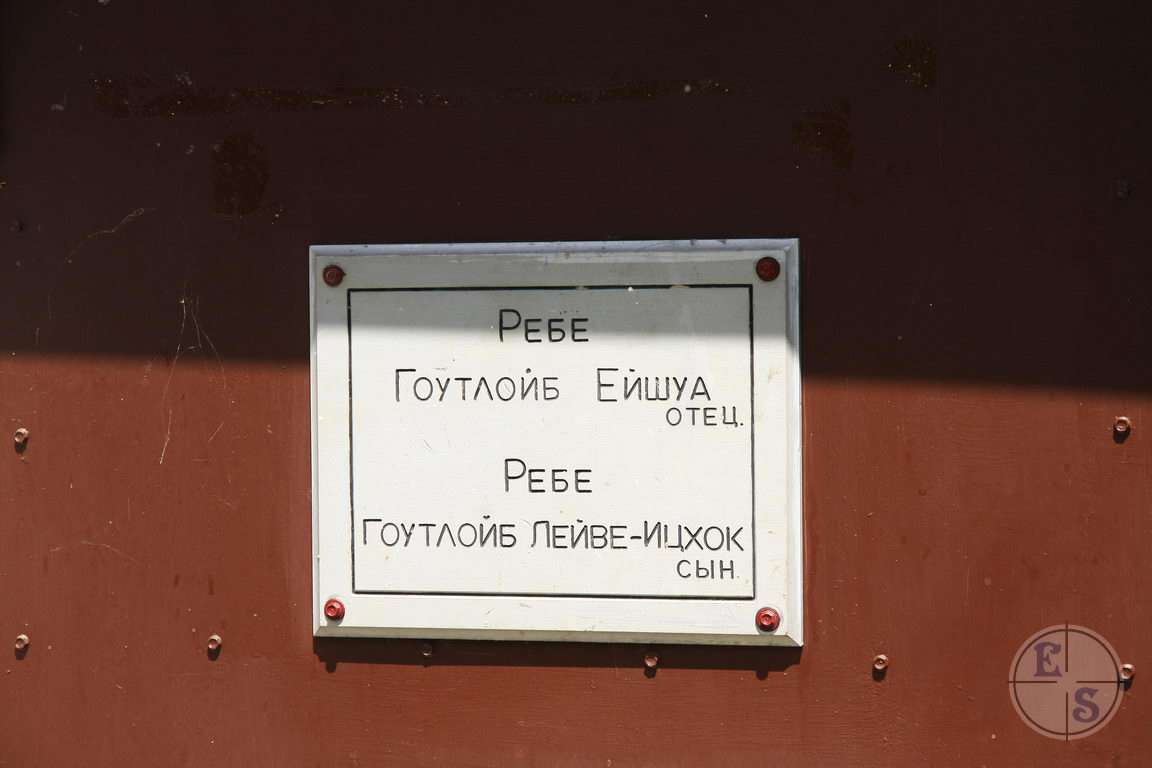 Ребе
Гоутлойб Ейшуа
отец.
Ребе
Гоутлойб Лейве-Ицхок
сын.
E
S